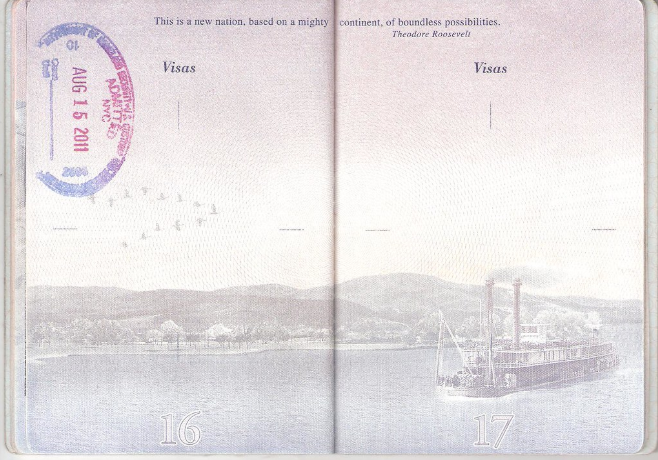 This is a new nation, based on a mighty continent, of boundless possibilities.
Theodore Roosevelt
Visas
Visas
ADMITTED
NYC
AUG 15 2011
16
17